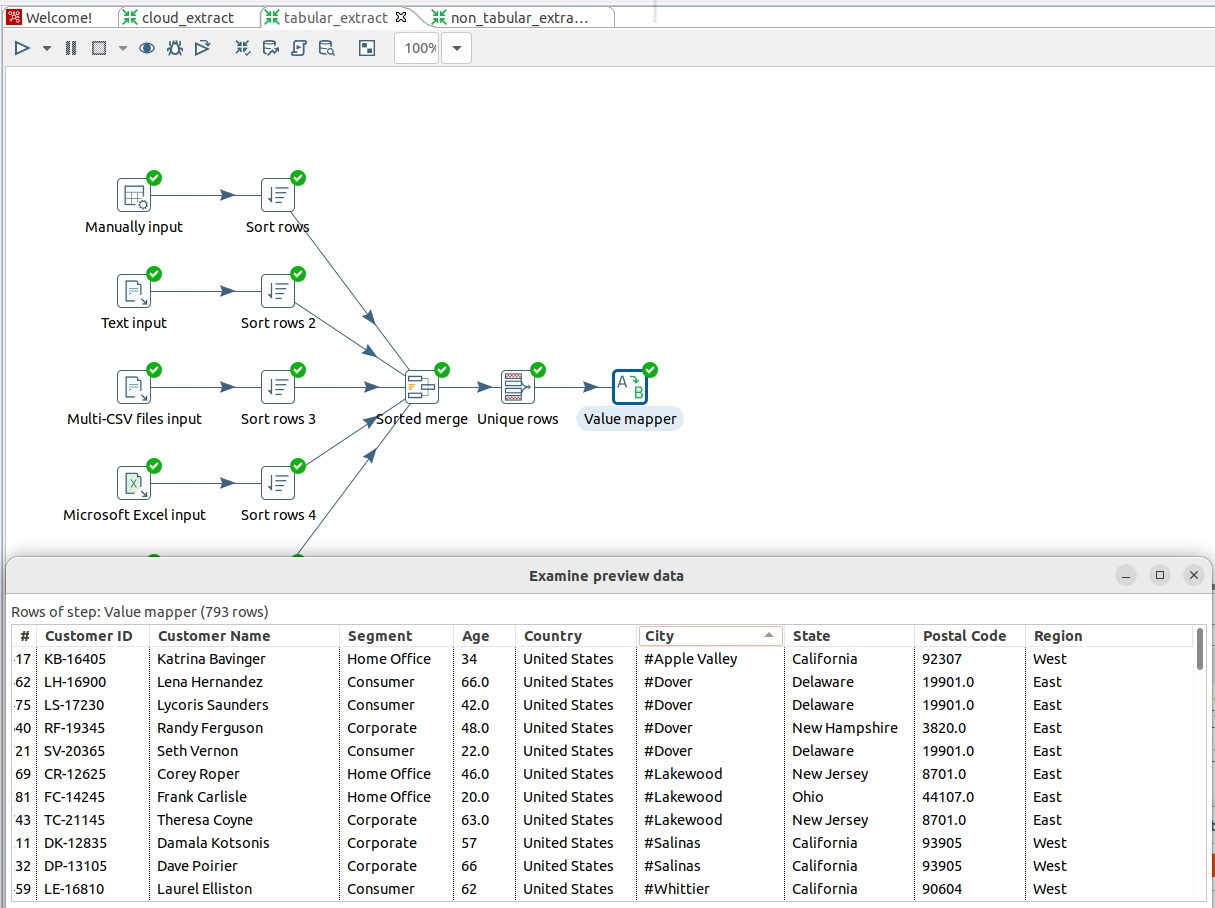 Welcome! cloud_extract tabular_extract non_tabular_extra...
100%
Manually input Sort rows
Text input Sort rows 2
Multi-CSV files input Sort rows 3 Sorted merge Unique rows Value mapper
Microsoft Excel input Sort rows 4
Examine preview data
Rows of step: Value mapper (793 rows)
# Customer ID Customer Name Segment Age Country City State Postal Code Region
17 KB-16405 Katrina Bavinger Home Office 34 United States #Apple Valley California 92307 West
62 LH-16900 Lena Hernandez Consumer 66.0 United States #Dover Delaware 19901.0 East
75 LS-17230 Lycoris Saunders Consumer 42.0 United States #Dover Delaware 19901.0 East
40 RF-19345 Randy Ferguson Corporate 48.0 United States #Dover New Hampshire 3820.0 East
21 SV-20365 Seth Vernon Consumer 22.0 United States #Dover Delaware 19901.0 East
69 CR-12625 Corey Roper Home Office 46.0 United States #Lakewood New Jersey 8701.0 East
81 FC-14245 Frank Carlisle Home Office 20.0 United States #Lakewood Ohio 44107.0 East
43 TC-21145 Theresa Coyne Corporate 63.0 United States #Lakewood New Jersey 8701.0 East
11 DK-12835 Damala Kotsonis Corporate 57 United States #Salinas California 93905 West
32 DP-13105 Dave Poirier Corporate 66 United States #Salinas California 93905 West
59 LE-16810 Laurel Elliston Consumer 62 United States #Whittier California 90604 West